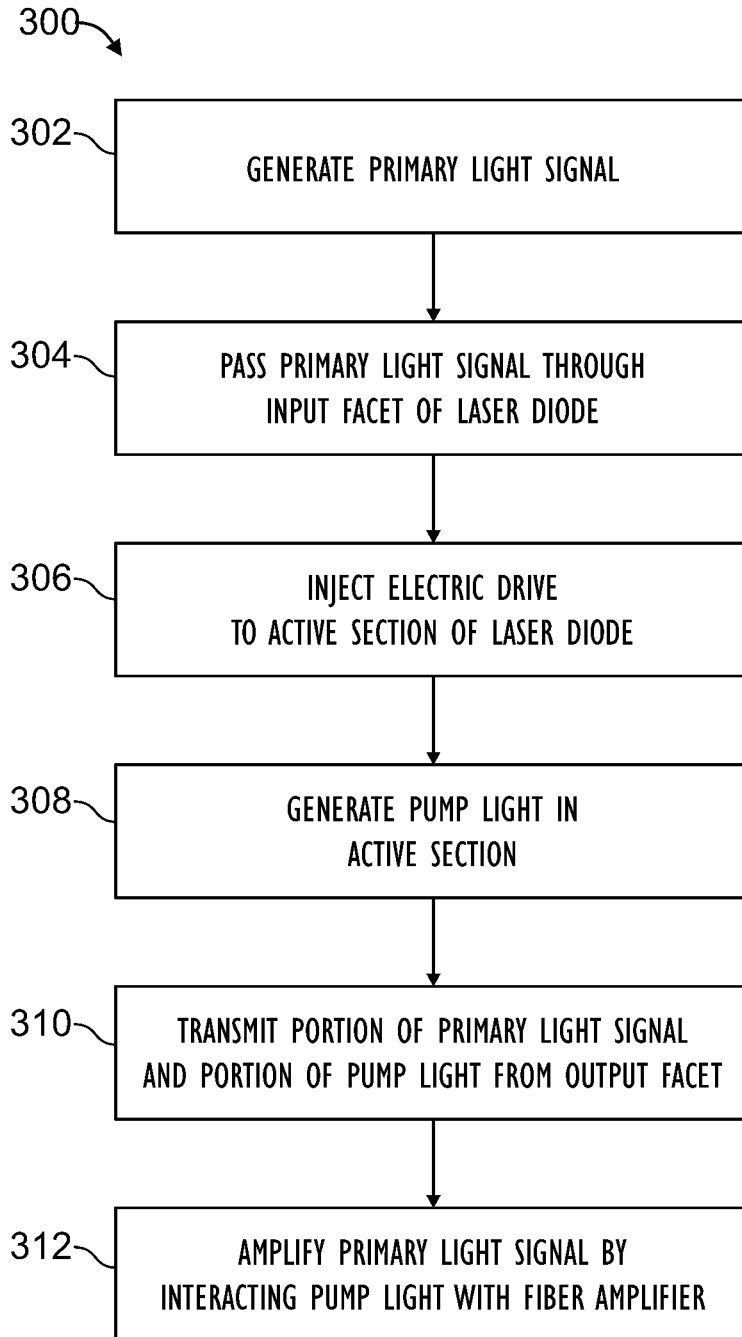 300
302
GENERATE PRIMARY LIGHT SIGNAL
304
PASS PRIMARY LIGHT SIGNAL THROUGH
INPUT FACET OF LASER DIODE
306
INJECT ELECTRIC DRIVE
TO ACTIVE SECTION OF LASER DIODE
308
GENERATE PUMP LIGHT IN
ACTIVE SECTION
310
TRANSMIT PORTION OF PRIMARY LIGHT SIGNAL
AND PORTION OF PUMP LIGHT FROM OUTPUT FACET
312
AMPLIFY PRIMARY LIGHT SIGNAL BY
INTERACTING PUMP LIGHT WITH FIBER AMPLIFIER